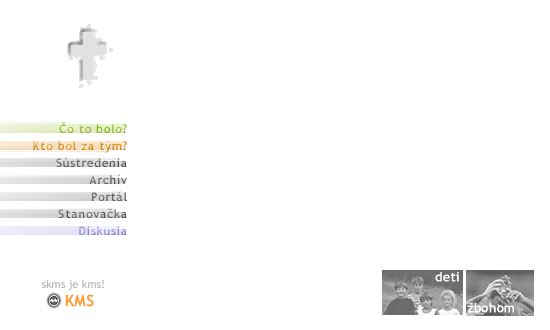 Čo to bolo?
Kto bol za tým?
Sústredenia
Archív
Portál
Stanovačka
Diskusia
skms je kms!
KMS
deti
zbohom